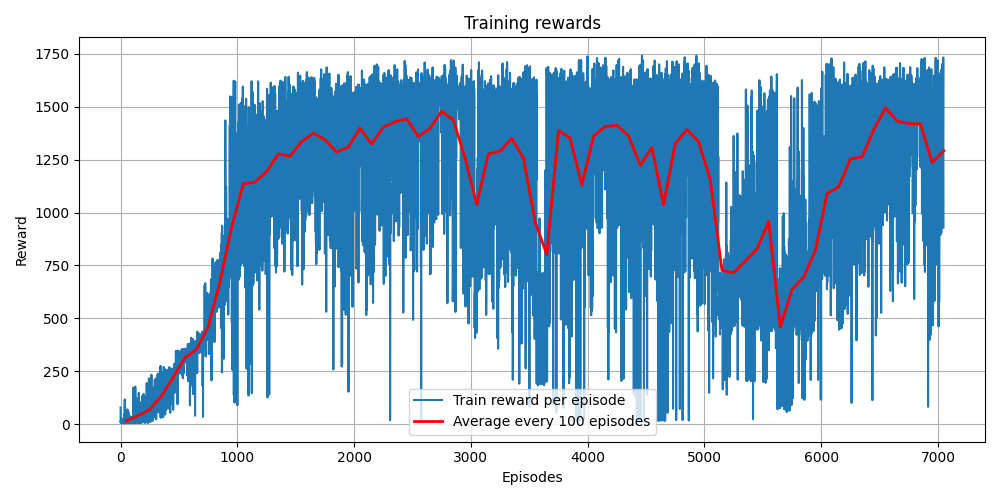 Training rewards
Reward
1750
1500
1250
1000
750
500
250
0
0 1000 2000 3000 4000 5000 6000 7000
Episodes
Train reward per episode
Average every 100 episodes